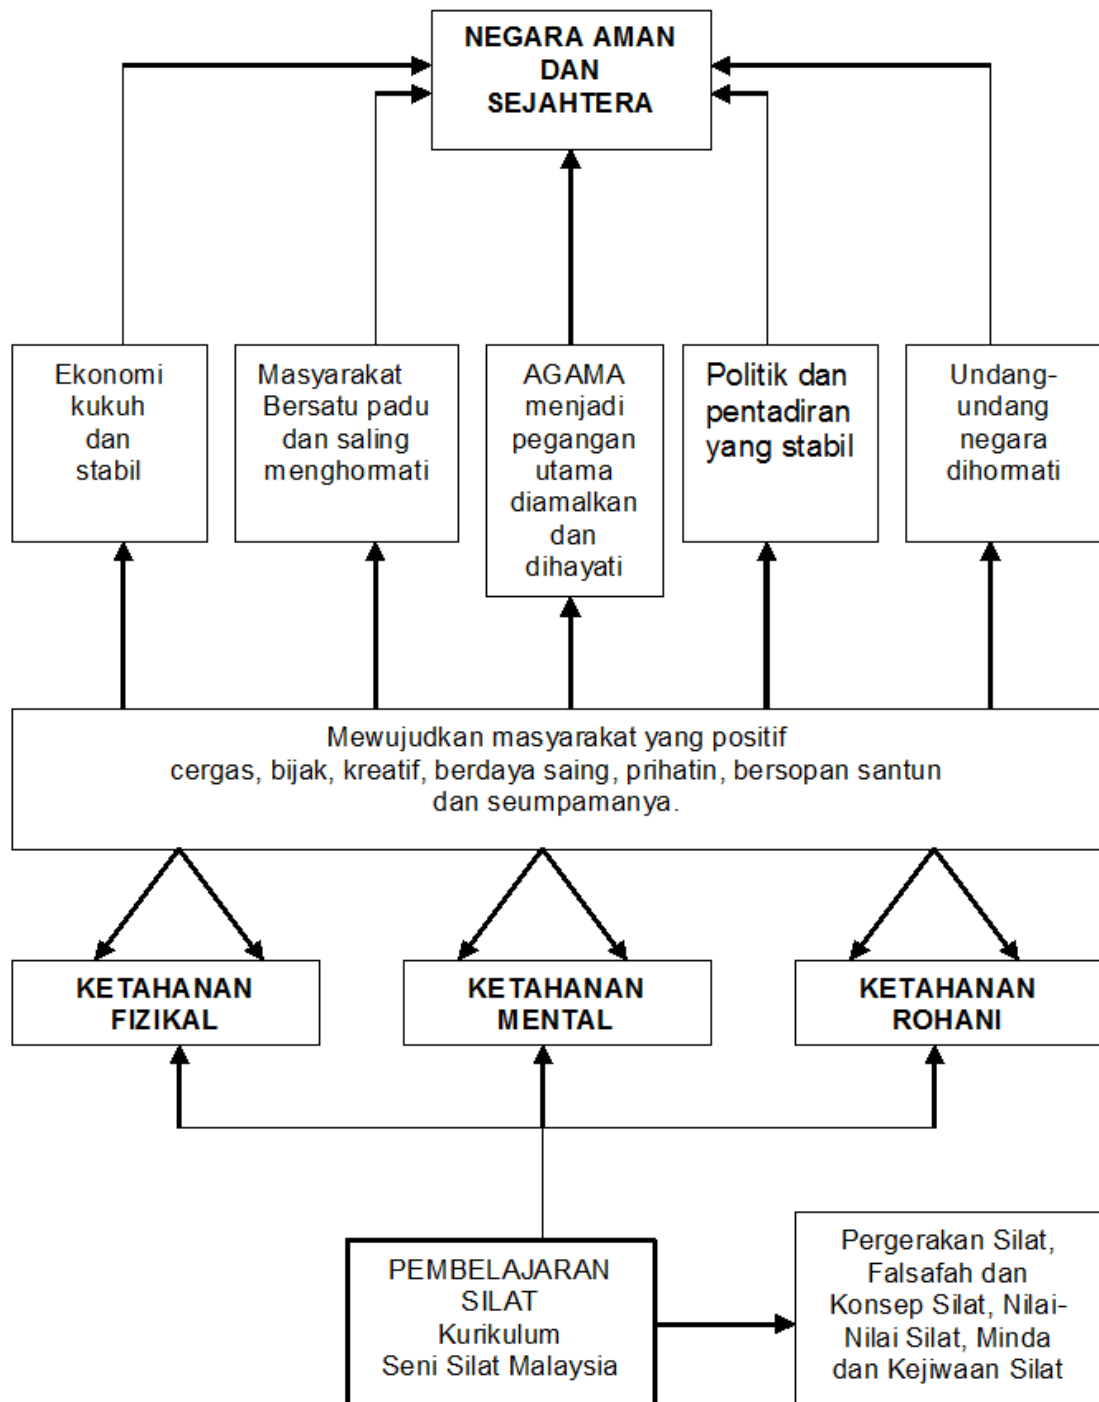 NEGARA AMAN
DAN
SEJAHTERA
Ekonomi
kukuh
dan
stabil
Masyarakat
Bersatu padu
dan saling
menghormati
AGAMA
menjadi
pegangan
utama
diamalkan
dan
dihayati
Politik dan
pentadiran
yang stabil
Undang-
undang
negara
dihormati
Mewujudkan masyarakat yang positif
cergas, bijak, kreatif, berdaya saing, prihatin, bersopan santun
dan seumpamanya.
KETAHANAN
FIZIKAL
KETAHANAN
MENTAL
KETAHANAN
ROHANI
PEMBELAJARAN
SILAT
Kurikulum
Seni Silat Malaysia
Pergerakan Silat,
Falsafah dan
Konsep Silat, Nilai-
Nilai Silat, Minda
dan Kejiwaan Silat